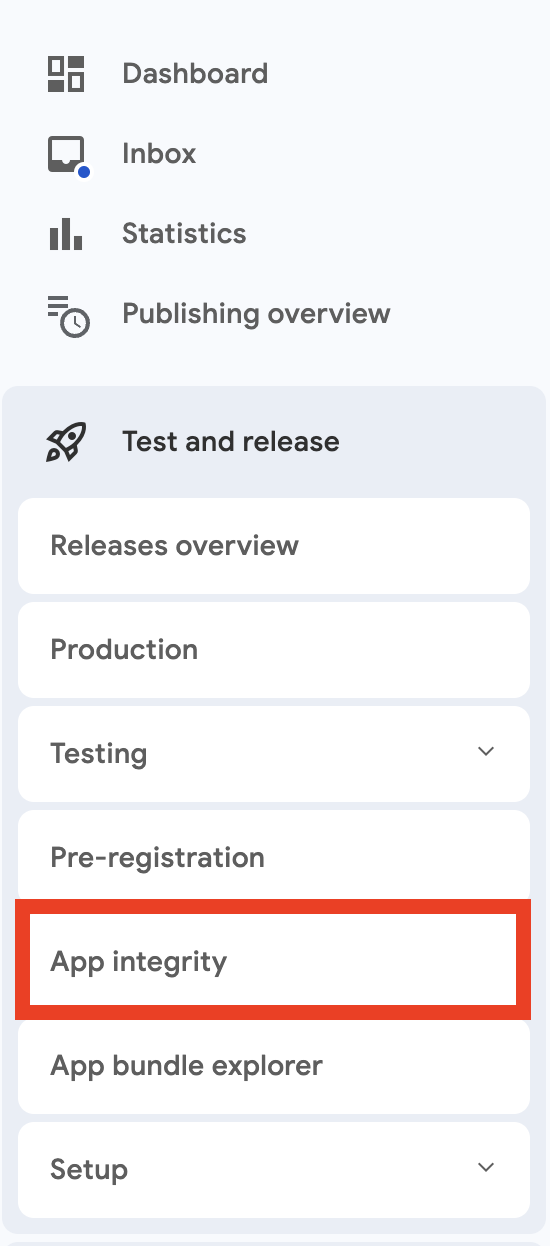 Dashboard
Inbox
Statistics
Publishing overview
Test and release
Releases overview
Production
Testing
Pre-registration
App integrity
App bundle explorer
Setup